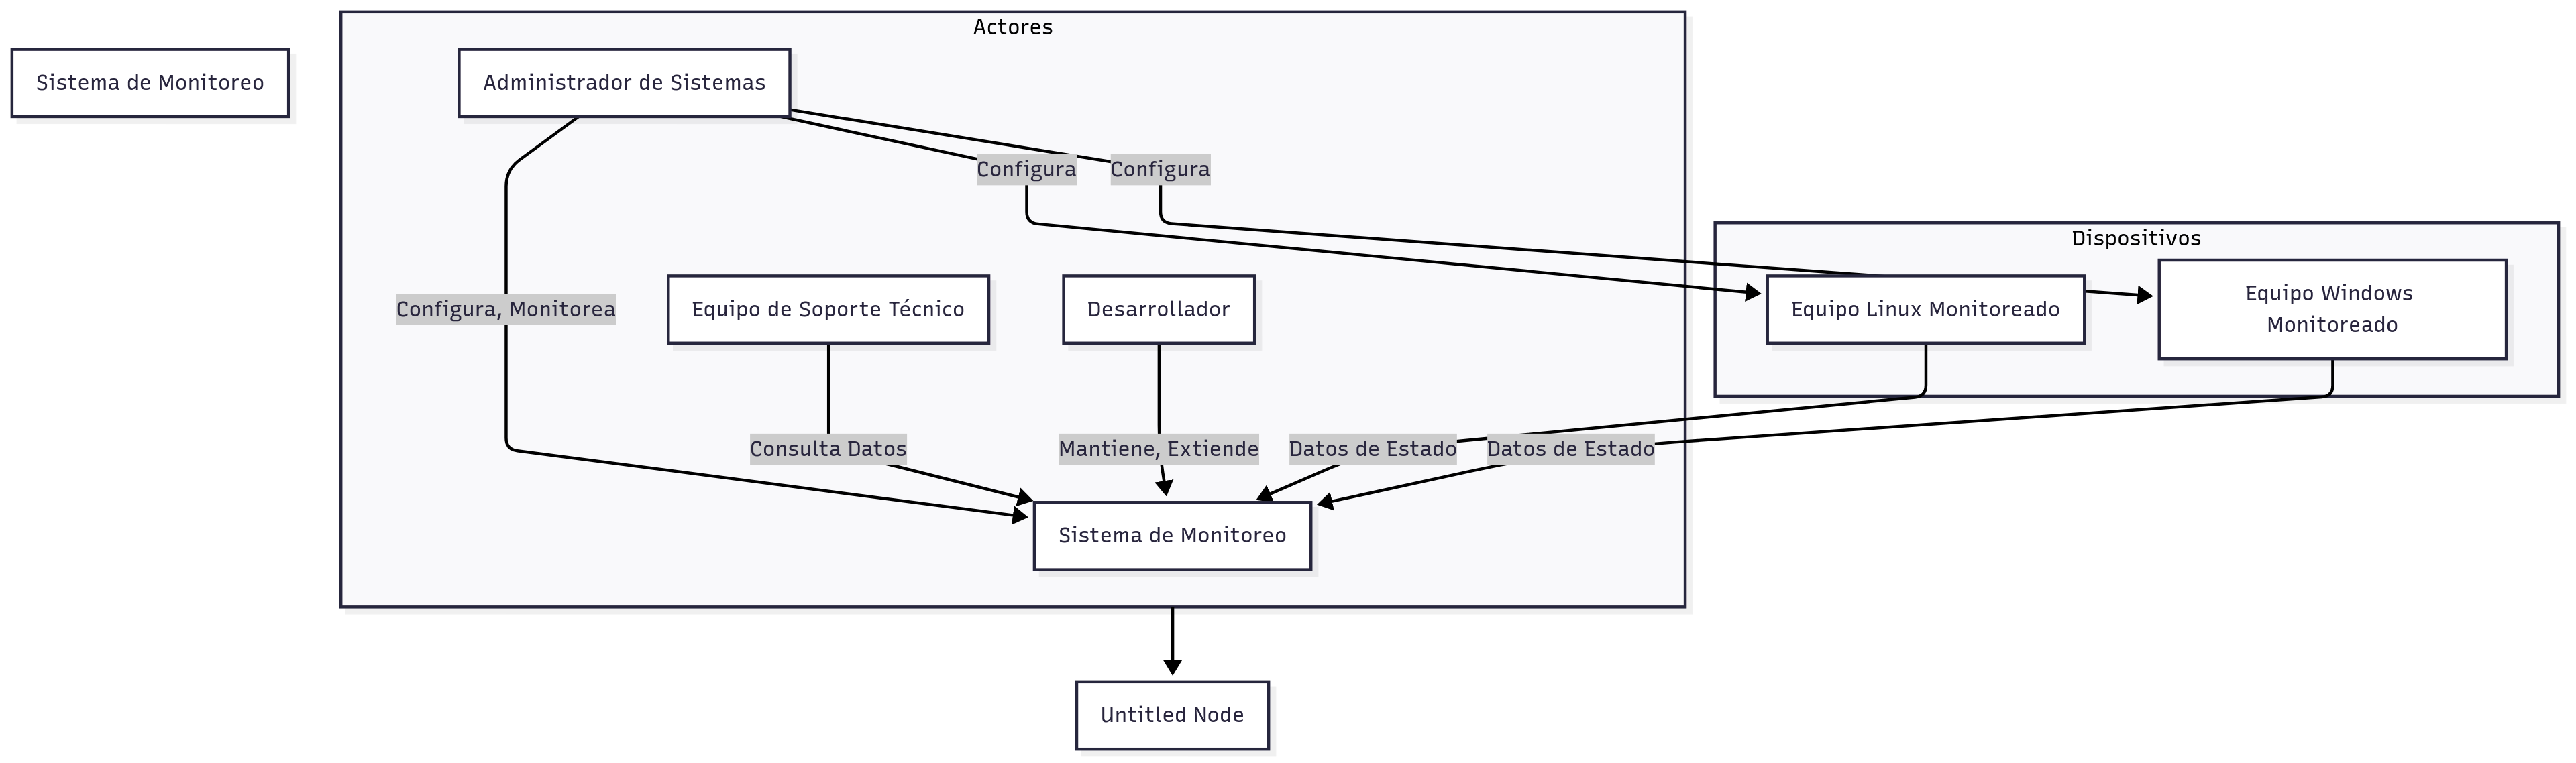 Actores
Sistema de Monitoreo
Administrador de Sistemas
Configura
Configura
Dispositivos
Configura, Monitorea
Equipo de Soporte Técnico
Desarrollador
Equipo Linux Monitoreado
Equipo Windows
Monitoreado
Consulta Datos
Mantiene, Extiende
Datos de Estado
Datos de Estado
Sistema de Monitoreo
Untitled Node